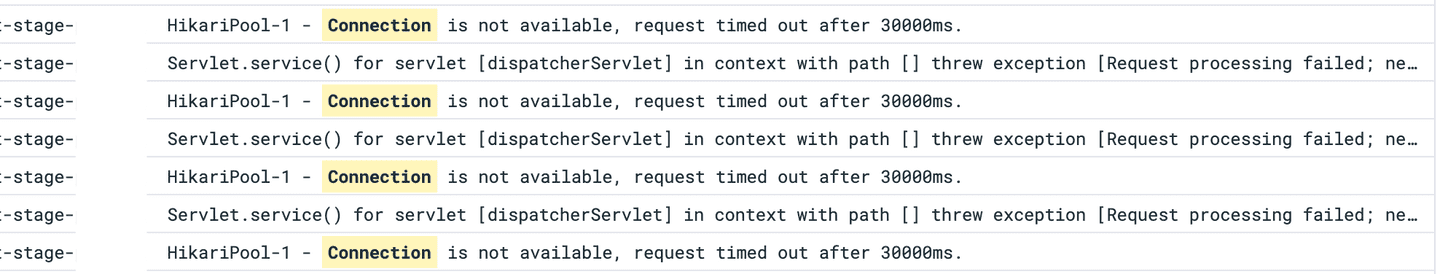 t-stage- HikariPool-1 - Connection is not available, request timed out after 30000ms.
t-stage- Servlet.service() for servlet [dispatcherServlet] in context with path [] threw exception [Request processing failed; ne…
t-stage- HikariPool-1 - Connection is not available, request timed out after 30000ms.
t-stage- Servlet.service() for servlet [dispatcherServlet] in context with path [] threw exception [Request processing failed; ne…
t-stage- HikariPool-1 - Connection is not available, request timed out after 30000ms.
t-stage- Servlet.service() for servlet [dispatcherServlet] in context with path [] threw exception [Request processing failed; ne…
t-stage- HikariPool-1 - Connection is not available, request timed out after 30000ms.